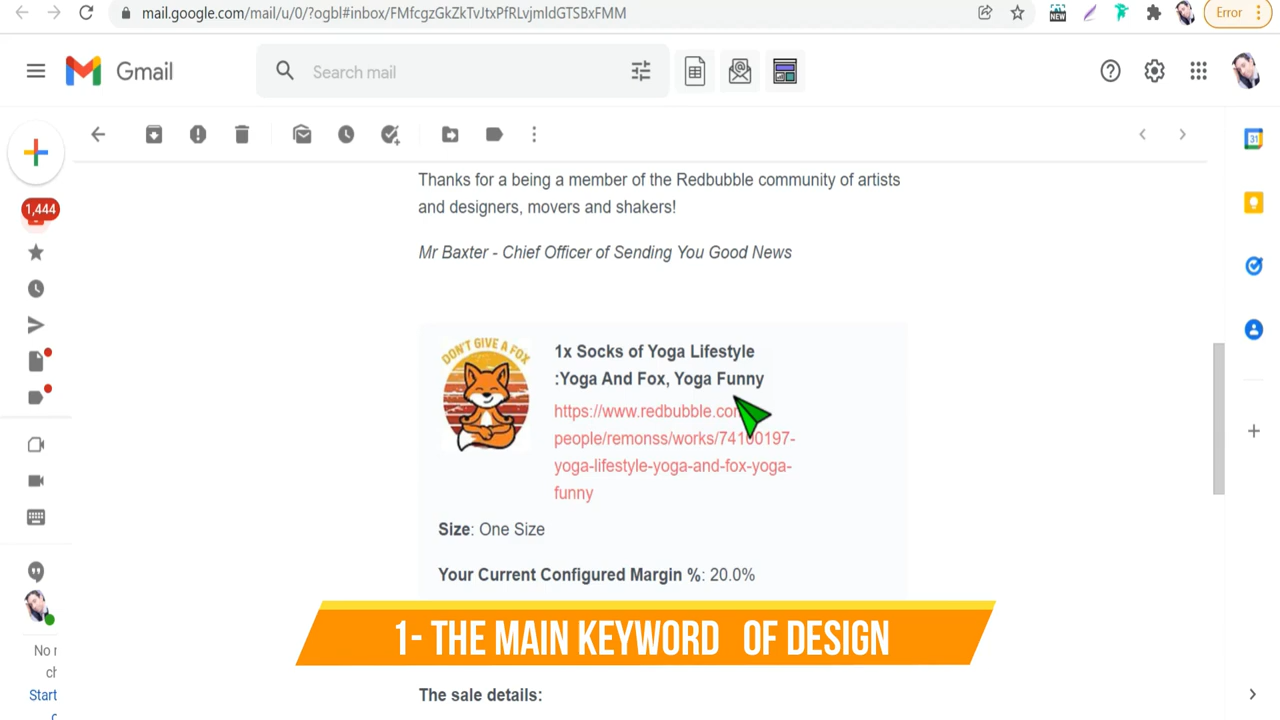 mail.google.com/mail/u/0/?ogbl#inbox/FMfcgzGkZkTvJtxPfRLvjmldGTSBxFMM
NEW
Error
Gmail
Search mail
1,444
31
Thanks for a being a member of the Redbubble community of artists
and designers, movers and shakers!
Mr Baxter - Chief Officer of Sending You Good News
DON'T GIVE A FOX
1x Socks of Yoga Lifestyle
:Yoga And Fox, Yoga Funny
https://www.redbubble.com
people/remonss/works/74100197-
yoga-lifestyle-yoga-and-fox-yoga-
funny
Size: One Size
Your Current Configured Margin %: 20.0%
1- THE MAIN KEYWORD OF DESIGN
The sale details:
No r
ch
Start